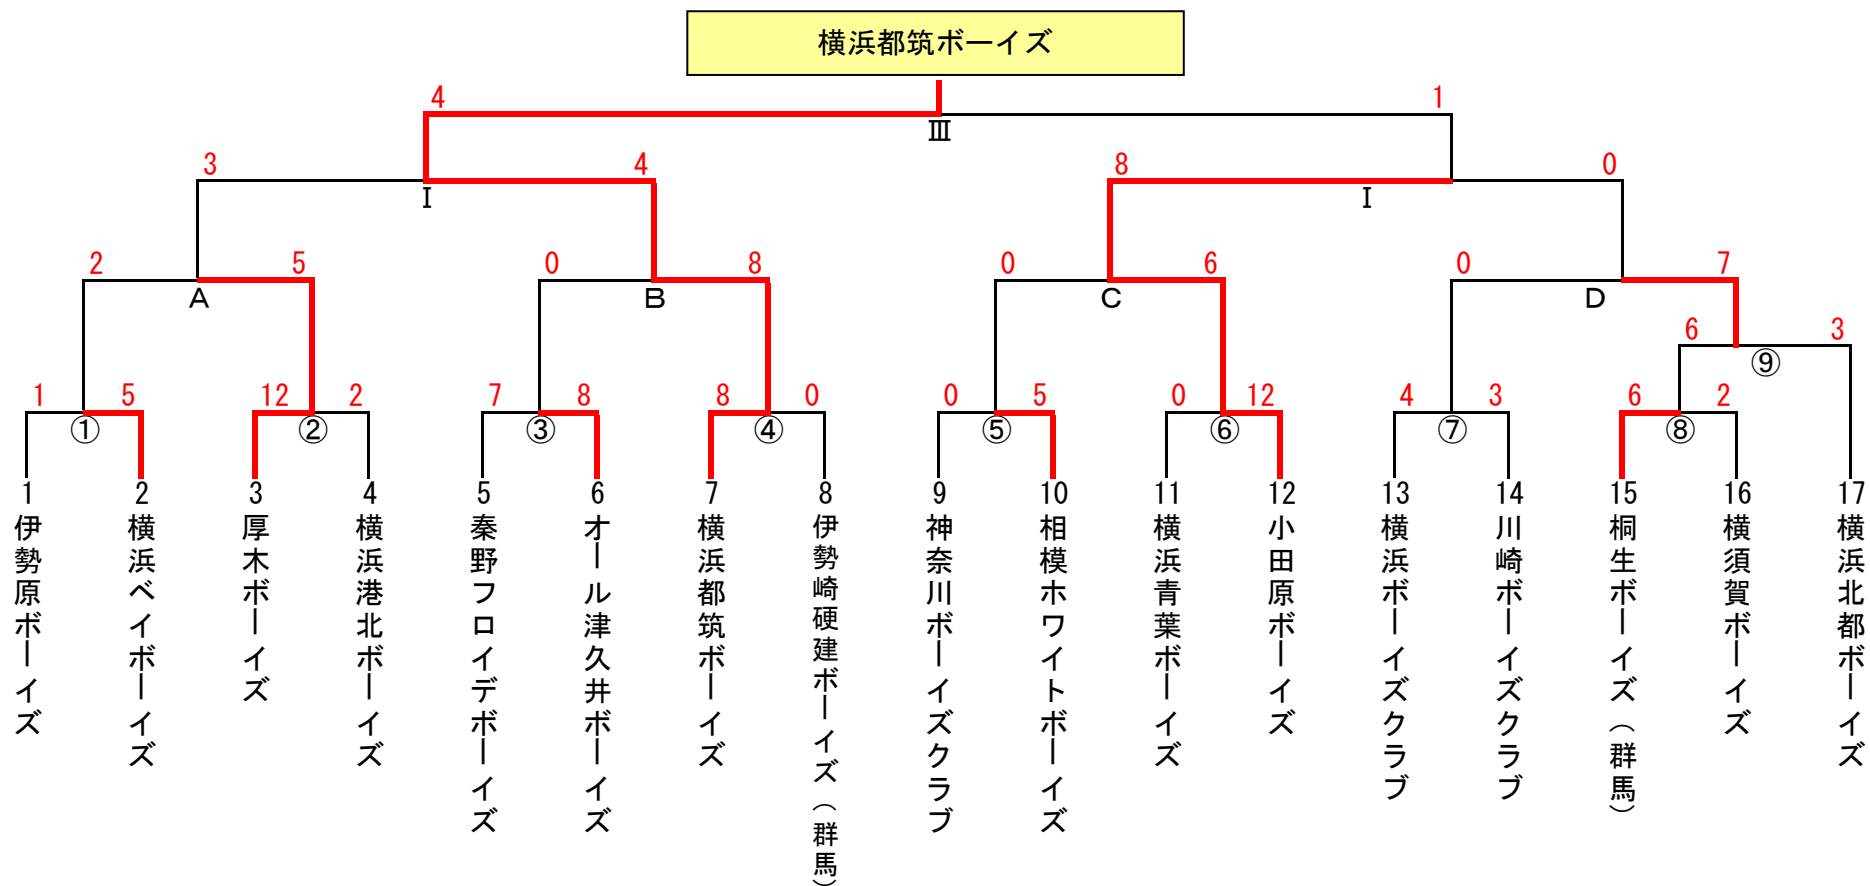 横浜都筑ボーイズ
4 1
Ⅲ
3 4 8 0
Ⅰ Ⅰ
2 5 0 8 0 6 0 7
A B C D
6 3
⑨
1 5 12 2 7 8 8 0 0 5 0 12 4 3 6 2
① ② ③ ④ ⑤ ⑥ ⑦ ⑧
1 2 3 4 5 6 7 8 9 10 11 12 13 14 15 16 17
伊勢原ボーイズ
横浜ベイボーイズ
厚木ボーイズ
横浜港北ボーイズ
秦野フロイデボーイズ
オール津久井ボーイズ
横浜都筑ボーイズ
伊勢崎硬建ボーイズ（群馬）
神奈川ボーイズクラブ
相模ホワイトボーイズ
横浜青葉ボーイズ
小田原ボーイズ
横浜ボーイズクラブ
川崎ボーイズクラブ
桐生ボーイズ（群馬）
横須賀ボーイズ
横浜北都ボーイズ